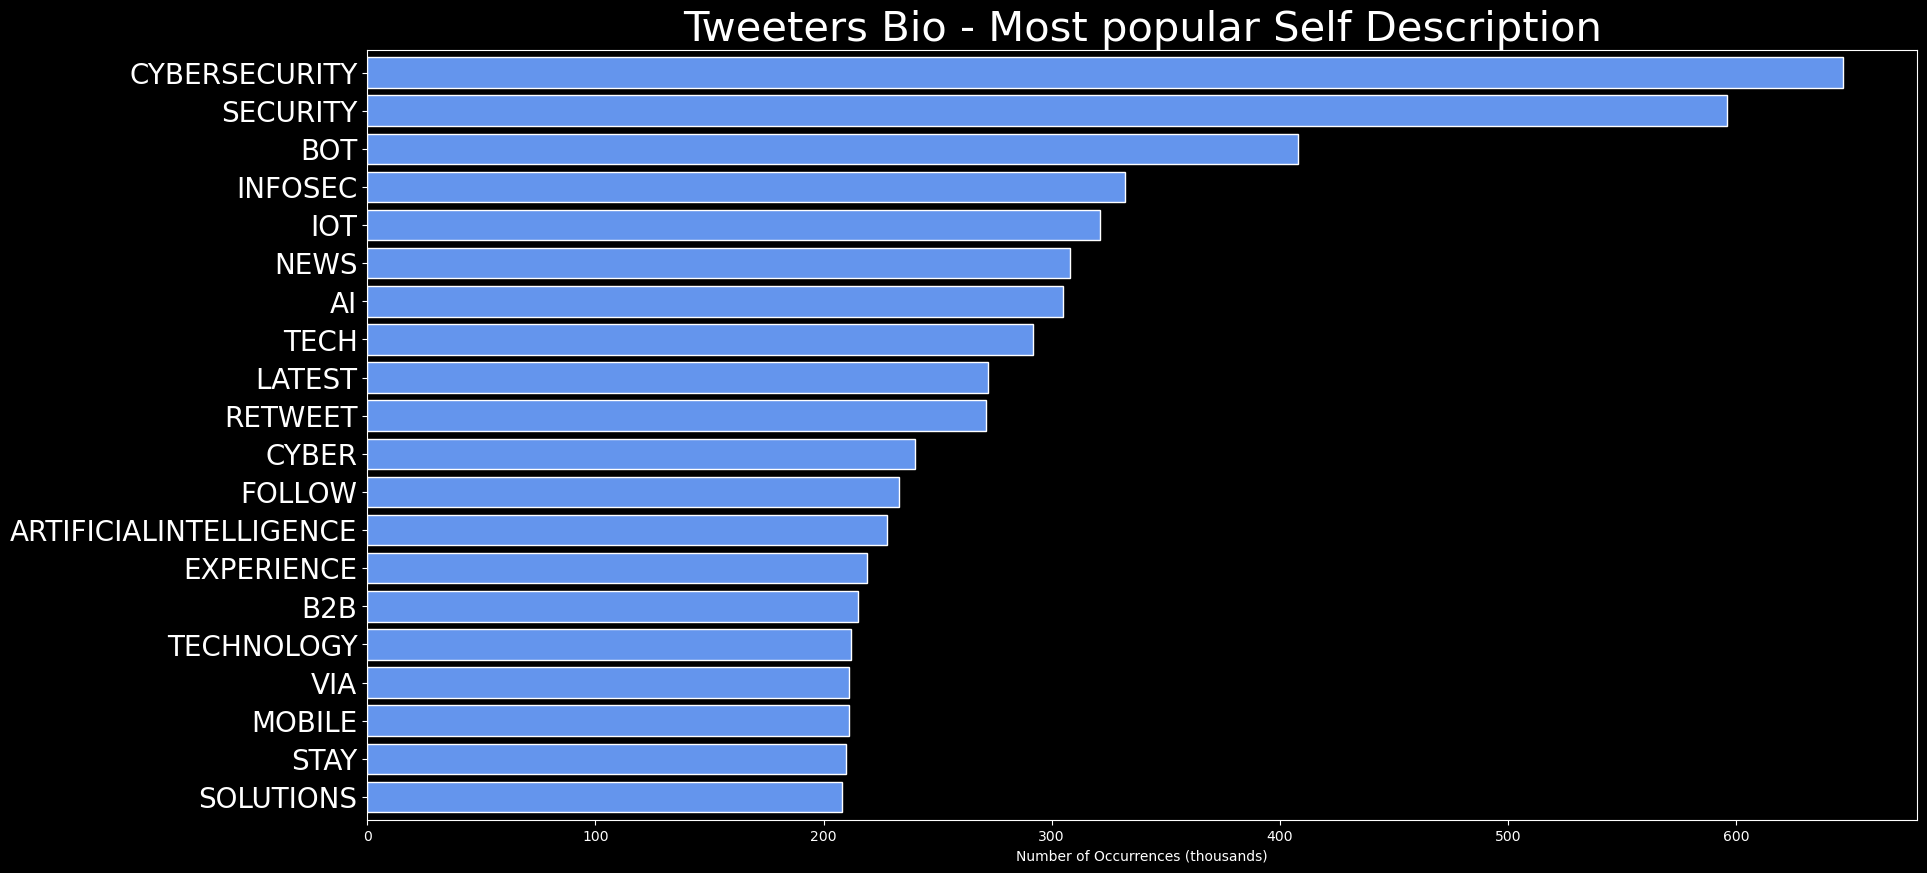 Tweeters Bio - Most popular Self Description
CYBERSECURITY
SECURITY
BOT
INFOSEC
IOT
NEWS
AI
TECH
LATEST
RETWEET
CYBER
FOLLOW
ARTIFICIALINTELLIGENCE
EXPERIENCE
B2B
TECHNOLOGY
VIA
MOBILE
STAY
SOLUTIONS
0 100 200 300 400 500 600
Number of Occurrences (thousands)